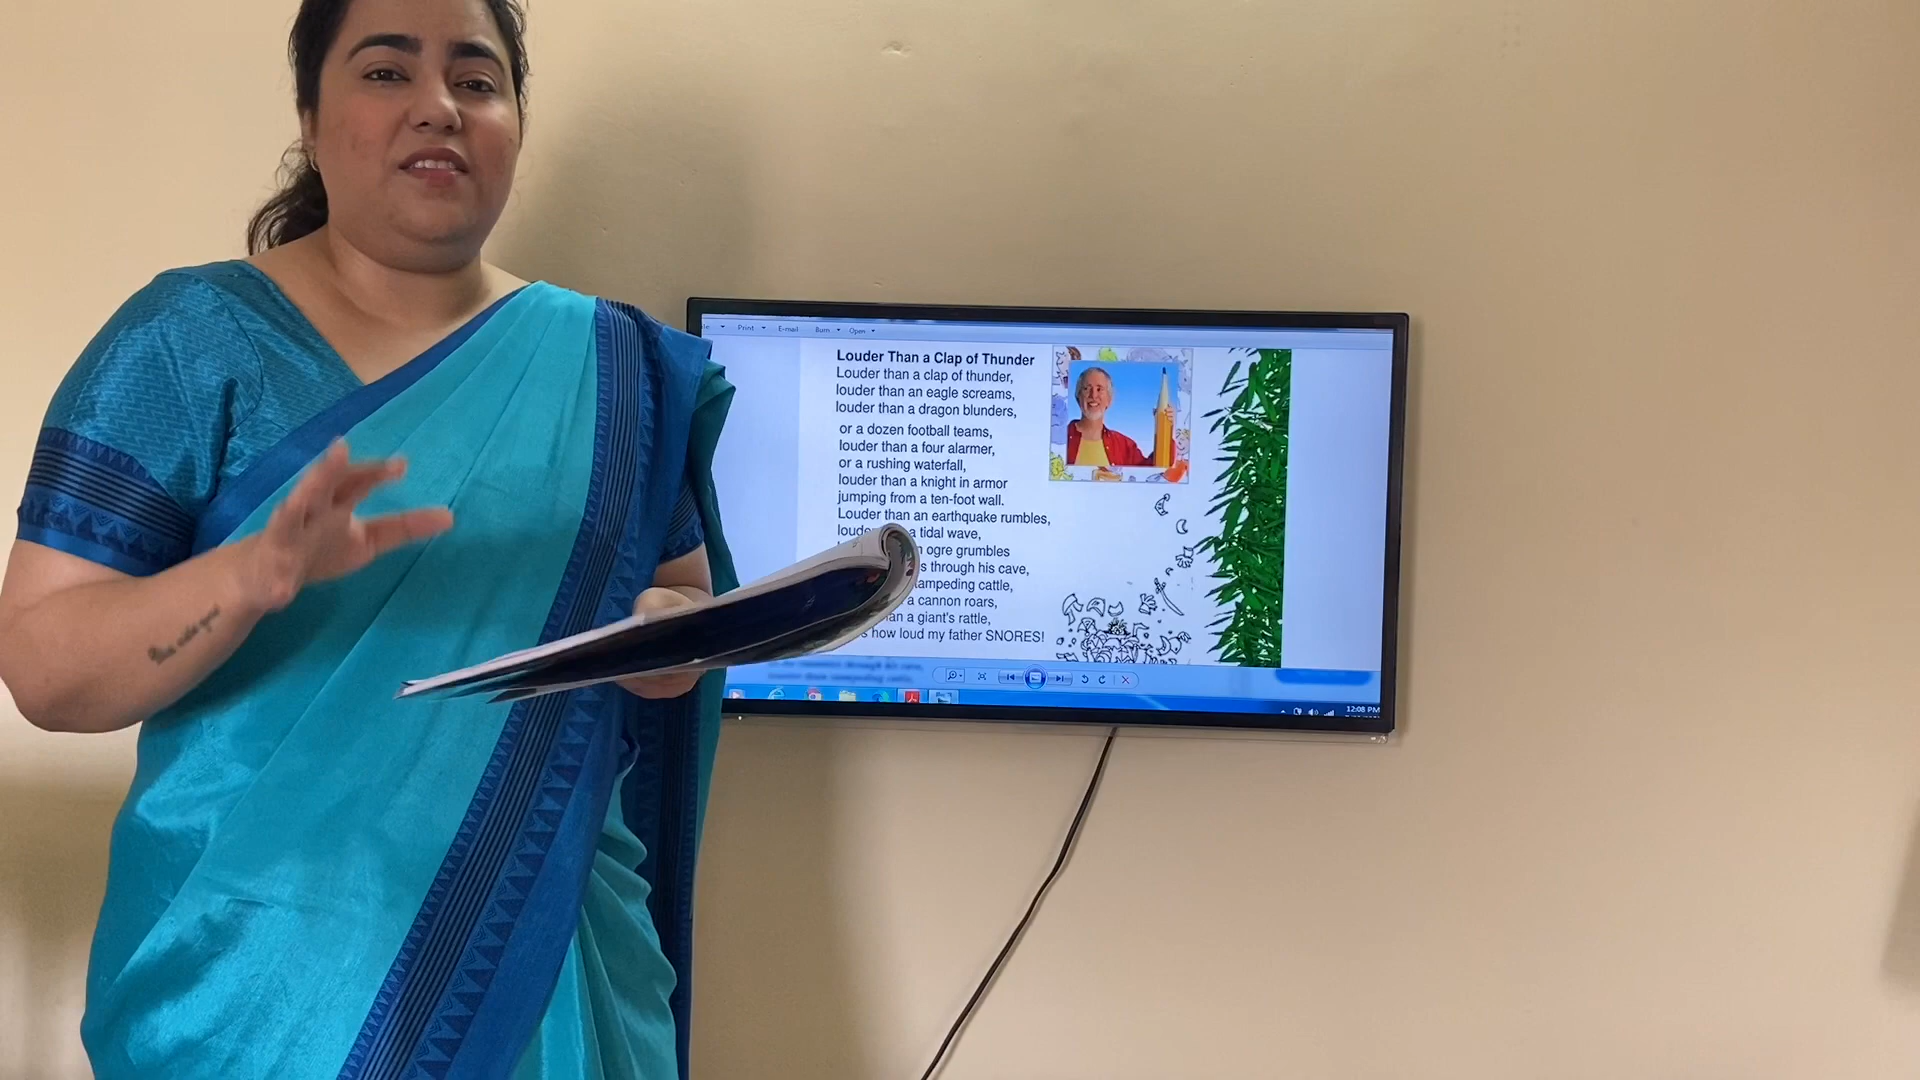 Print E-mail Burn Open
Louder Than a Clap of Thunder
Louder than a clap of thunder,
louder than an eagle screams,
louder than a dragon blunders,
or a dozen football teams,
louder than a four alarmer,
or a rushing waterfall,
louder than a knight in armor
jumping from a ten-foot wall.
Louder than an earthquake rumbles,
a tidal wave,
ogre grumbles
through his cave,
cattle,
a cannon roars,
a giant's rattle,
how loud my father SNORES!
12:08 PM